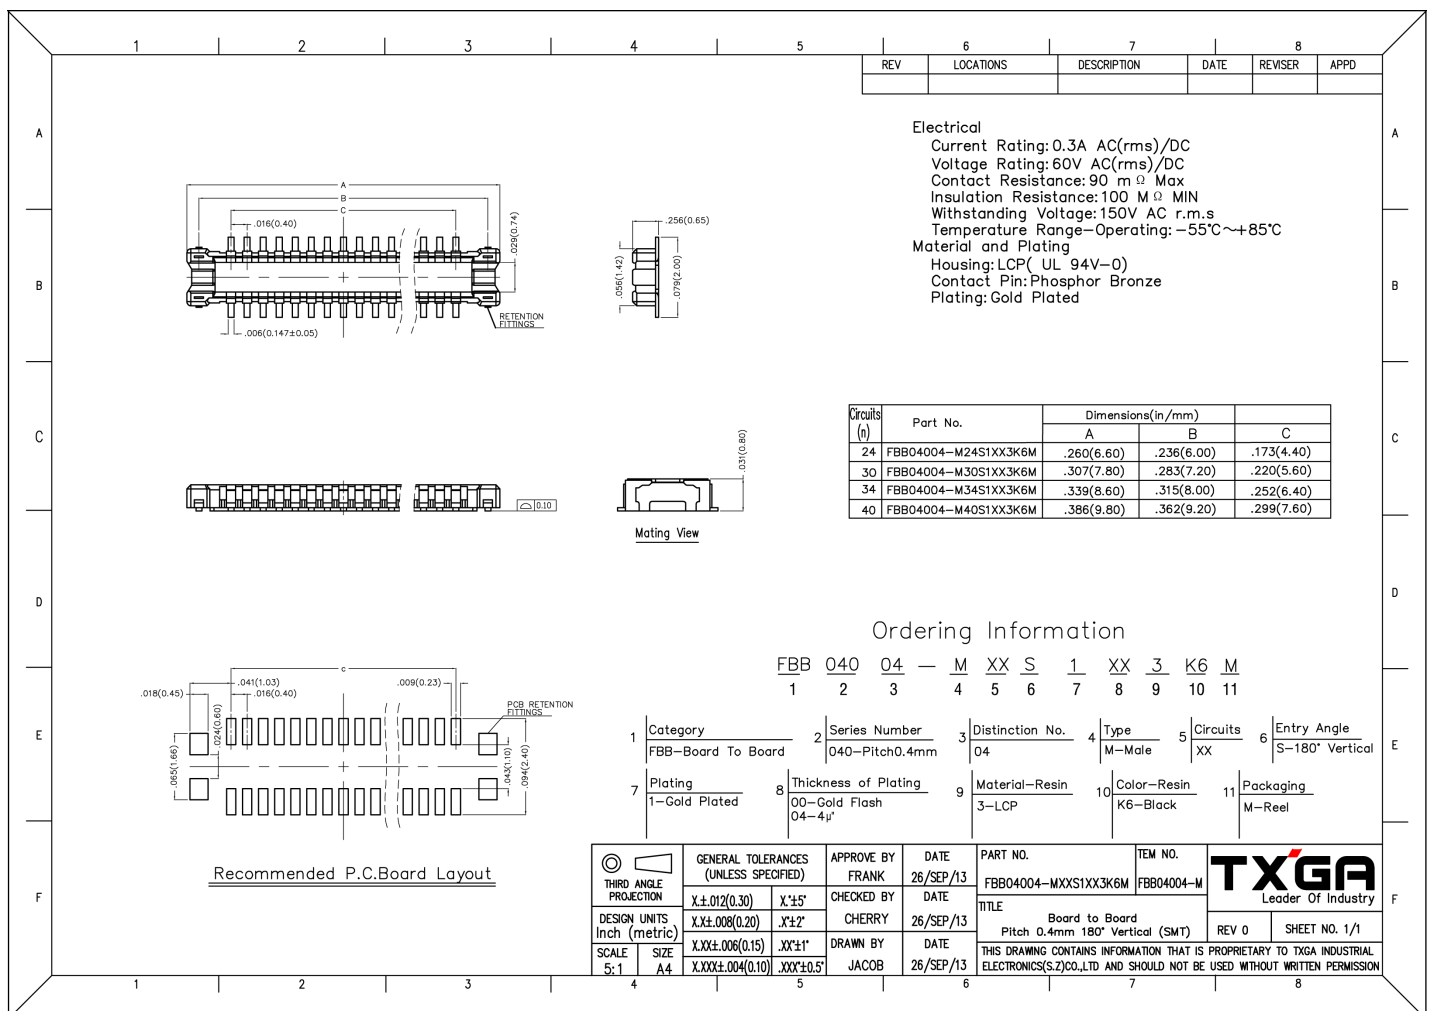 1 2 3 4 5 6 7 8
REV LOCATIONS DESCRIPTION DATE REVISER APPD
A A
B B
C C
D D
E E
F F
Electrical
Current Rating:0.3A AC(rms)/DC
Voltage Rating:60V AC(rms)/DC
Contact Resistance:90 m Ω Max
Insulation Resistance:100 M Ω MIN
Withstanding Voltage:150V AC r.m.s
Temperature Range-Operating:-55°C~+85°C
Material and Plating
Housing:LCP( UL 94V-0)
Contact Pin:Phosphor Bronze
Plating:Gold Plated
A
B
C
.016(0.40)
.029(0.74)
.006(0.147±0.05)
RETENTION
FITTINGS
.256(0.65)
.056(1.42)
.079(2.00)
0.10
.031(0.80)
Mating View
Circuits
(n)
Part No.
Dimensions(in/mm)
A B C
24 FBB04004-M24S1XX3K6M .260(6.60) .236(6.00) .173(4.40)
30 FBB04004-M30S1XX3K6M .307(7.80) .283(7.20) .220(5.60)
34 FBB04004-M34S1XX3K6M .339(8.60) .315(8.00) .252(6.40)
40 FBB04004-M40S1XX3K6M .386(9.80) .362(9.20) .299(7.60)
c
.041(1.03)
.009(0.23)
.018(0.45)
.016(0.40)
.024(0.60)
.065(1.66)
PCB RETENTION
FITTINGS
.043(1.10)
.094(2.40)
Recommended P.C.Board Layout
Ordering Information
FBB 040 04 - M XX S 1 XX 3 K6 M
1 2 3 4 5 6 7 8 9 10 11
1 Category
FBB-Board To Board
2 Series Number
040-Pitch0.4mm
3 Distinction No.
04
4 Type
M-Male
5 Circuits
XX
6 Entry Angle
S-180° Vertical
7 Plating
1-Gold Plated
8 Thickness of Plating
00-Gold Flash
04-4μ"
9 Material-Resin
3-LCP
10 Color-Resin
K6-Black
11 Packaging
M-Reel
THIRD ANGLE
PROJECTION
DESIGN UNITS
Inch (metric)
SCALE SIZE
5:1 A4
GENERAL TOLERANCES
(UNLESS SPECIFIED)
X.±.012(0.30) X.°±5°
X.X±.008(0.20) .X°±2°
X.XX±.006(0.15) .XX°±1°
X.XXX±.004(0.10) .XXX°±0.5°
APPROVE BY DATE
FRANK 26/SEP/13
CHECKED BY DATE
CHERRY 26/SEP/13
DRAWN BY DATE
JACOB 26/SEP/13
PART NO. TEM NO.
FBB04004-MXXS1XX3K6M FBB04004-M
TITLE
Board to Board
Pitch 0.4mm 180° Vertical (SMT)
TXGA
Leader Of Industry
REV 0 SHEET NO. 1/1
THIS DRAWING CONTAINS INFORMATION THAT IS PROPRIETARY TO TXGA INDUSTRIAL
ELECTRONICS(S.Z)CO.,LTD AND SHOULD NOT BE USED WITHOUT WRITTEN PERMISSION
1 2 3 4 5 6 7 8